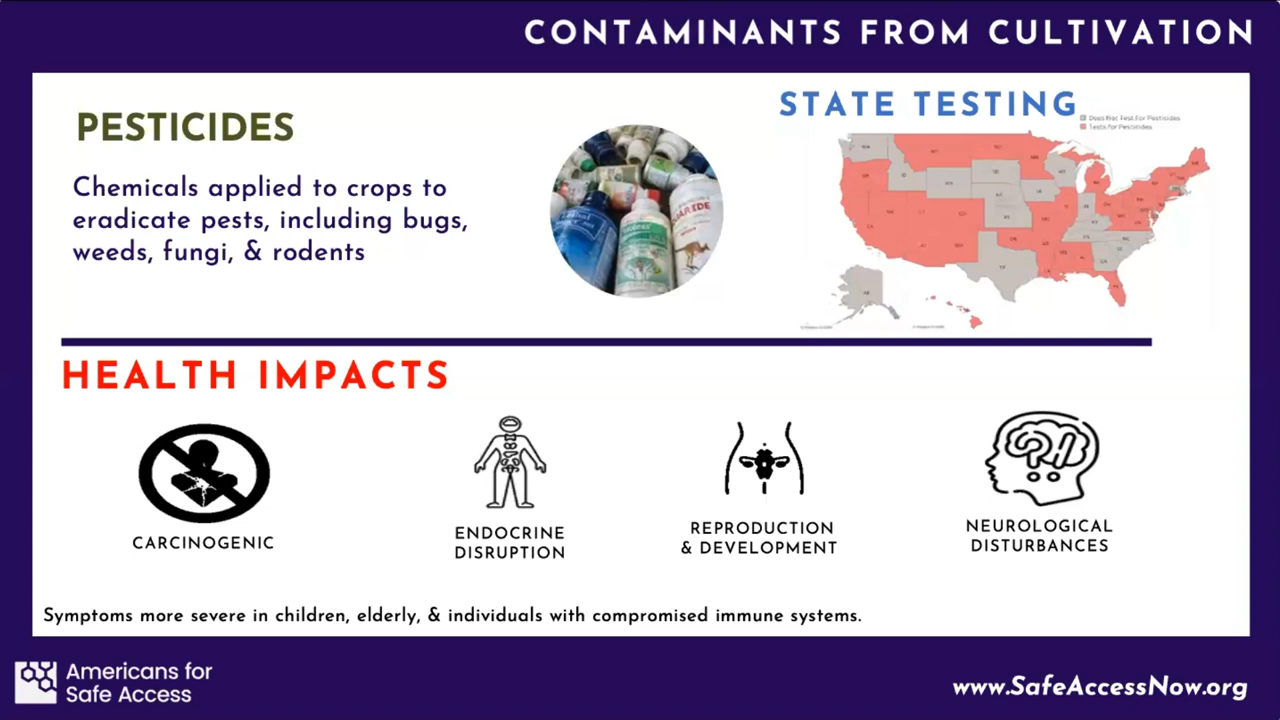 CONTAMINANTS FROM CULTIVATION
PESTICIDES
Chemicals applied to crops to
eradicate pests, including bugs,
weeds, fungi, & rodents
STATE TESTING
Does Not Test For Pesticides
Tests for Pesticides
HEALTH IMPACTS
CARCINOGENIC
ENDOCRINE
DISRUPTION
REPRODUCTION
& DEVELOPMENT
NEUROLOGICAL
DISTURBANCES
Symptoms more severe in children, elderly, & individuals with compromised immune systems.
Americans for
Safe Access
www.SafeAccessNow.org